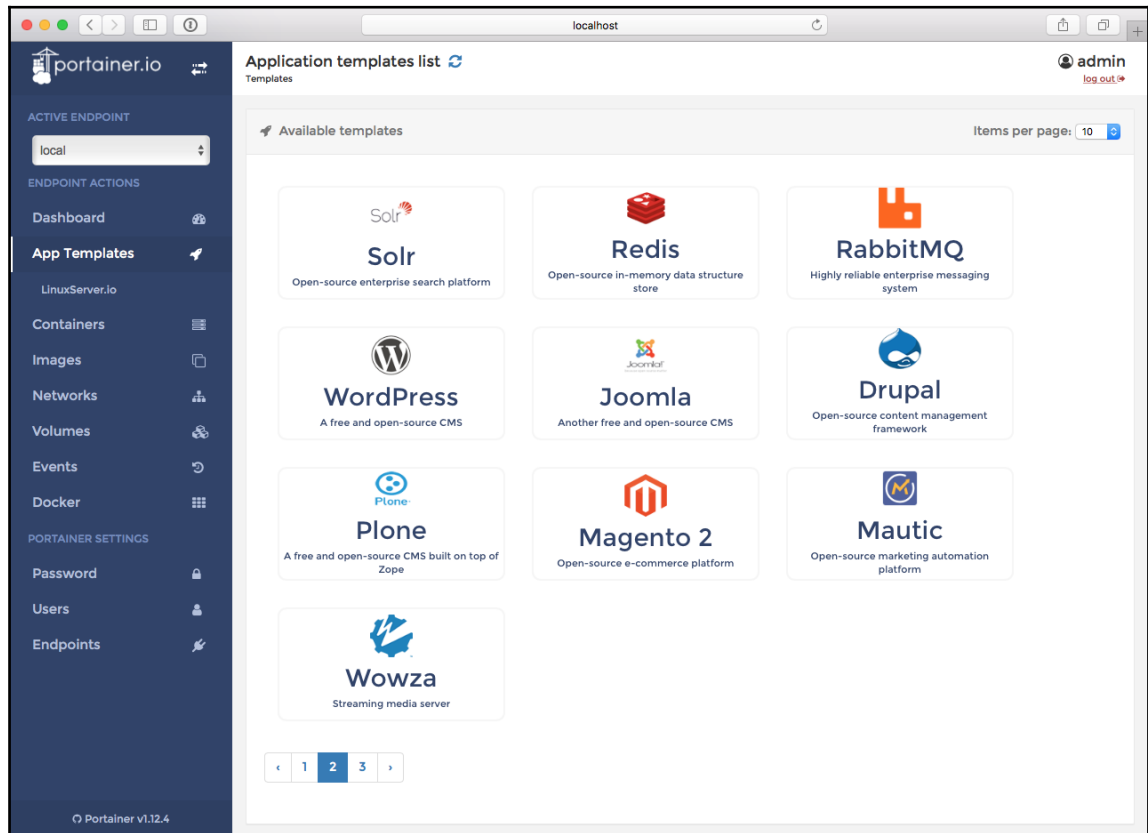 localhost
portainer.io
Application templates list
admin
Templates
log out
ACTIVE ENDPOINT
local
ENDPOINT ACTIONS
Dashboard
App Templates
LinuxServer.io
Containers
Images
Networks
Volumes
Events
Docker
PORTAINER SETTINGS
Password
Users
Endpoints
Portainer v1.12.4
Available templates
Items per page: 10
Solr
Solr
Open-source enterprise search platform
Redis
Open-source in-memory data structure
store
RabbitMQ
Highly reliable enterprise messaging
system
WordPress
A free and open-source CMS
Joomla!
Joomla
Another free and open-source CMS
Drupal
Open-source content management
framework
Plone
Plone
A free and open-source CMS built on top of
Zope
Magento 2
Open-source e-commerce platform
Mautic
Open-source marketing automation
platform
Wowza
Streaming media server
‹ 1 2 3 ›